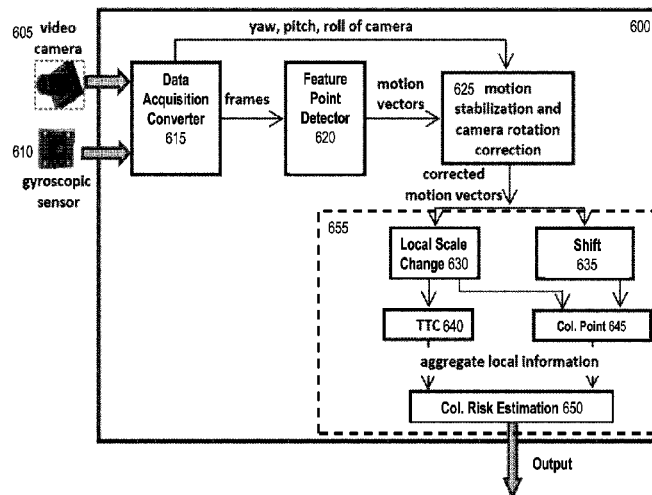 605 video camera
yaw, pitch, roll of camera
600
Data Acquisition Converter 615
frames
Feature Point Detector 620
motion vectors
625 motion stabilization and camera rotation correction
610
gyroscopic sensor
corrected motion vectors
655
Local Scale Change 630
Shift 635
TTC 640
Col. Point 645
aggregate local information
Col. Risk Estimation 650
Output